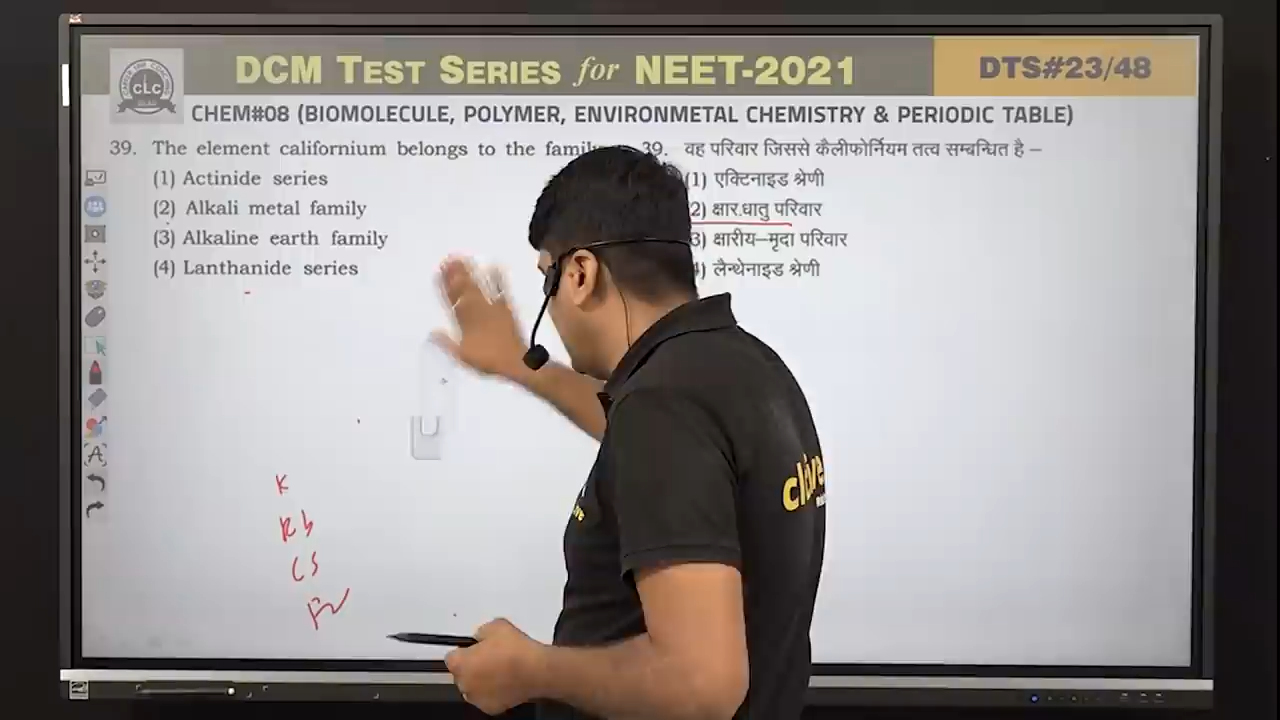 DCM TEST SERIES for NEET-2021
DTS#23/48
CLC
CHEM#08 (BIOMOLECULE, POLYMER, ENVIRONMETAL CHEMISTRY & PERIODIC TABLE)
39. The element californium belongs to the family
(1) Actinide series
(2) Alkali metal family
(3) Alkaline earth family
(4) Lanthanide series
39. वह परिवार जिससे कैलीफोर्नियम तत्व सम्बन्धित है –
(1) एक्टिनाइड श्रेणी
2) क्षार धातु परिवार
3) क्षारीय–मृदा परिवार
) लैन्थेनाइड श्रेणी
K
Rb
Cs
Fr